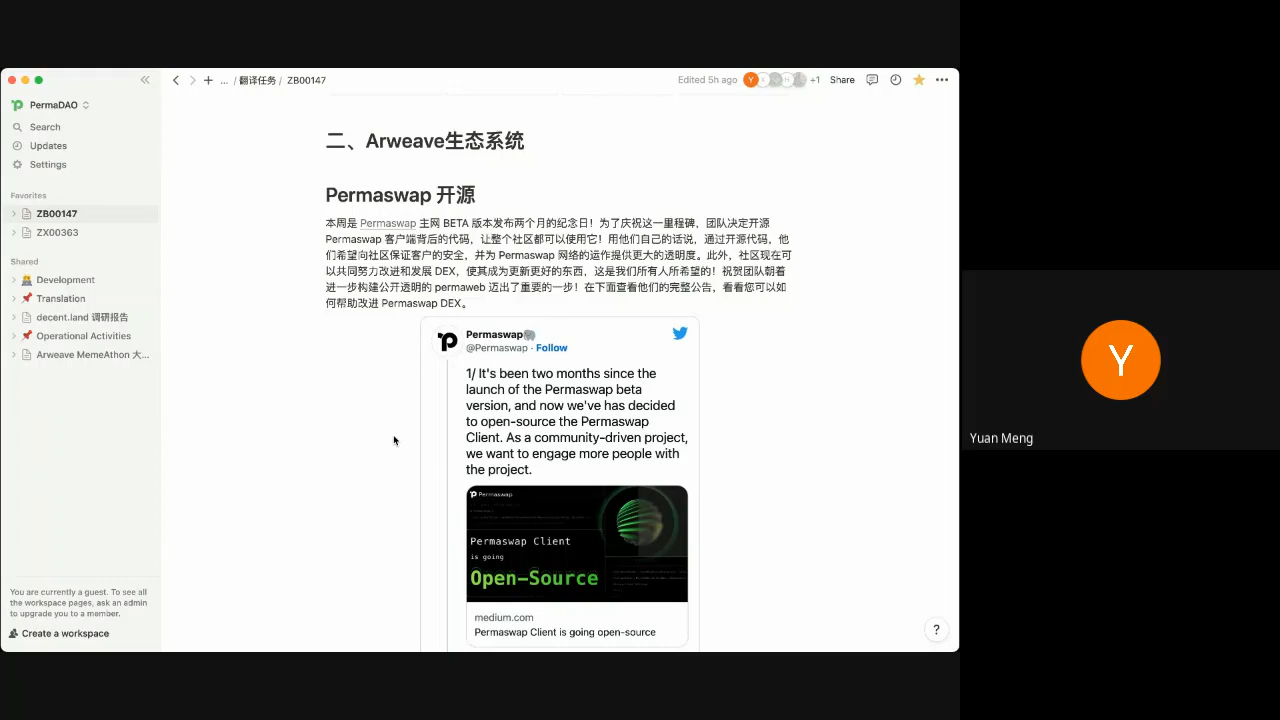 ... / 翻译任务 / ZB00147
Edited 5h ago
Y
+1
Share
PermaDAO
Search
Updates
Settings
Favorites
ZB00147
ZX00363
Shared
Development
Translation
decent.land 调研报告
Operational Activities
Arweave MemeAthon 大...
You are currently a guest. To see all
the workspace pages, ask an admin
to upgrade you to a member.
Create a workspace
二、Arweave生态系统
Permaswap 开源
本周是 Permaswap 主网 BETA 版本发布两个月的纪念日！为了庆祝这一里程碑，团队决定开源
Permaswap 客户端背后的代码，让整个社区都可以使用它！用他们自己的话说，通过开源代码，他
们希望向社区保证客户的安全，并为 Permaswap 网络的运作提供更大的透明度。此外，社区现在可
以共同努力改进和发展 DEX，使其成为更新更好的东西，这是我们所有人所希望的！祝贺团队朝着
进一步构建公开透明的 permaweb 迈出了重要的一步！在下面查看他们的完整公告，看看您可以如
何帮助改进 Permaswap DEX。
Permaswap
@Permaswap · Follow
1/ It's been two months since the
launch of the Permaswap beta
version, and now we've has decided
to open-source the Permaswap
Client. As a community-driven project,
we want to engage more people with
the project.
Permaswap
Permaswap Client
is going
Open-Source
medium.com
Permaswap Client is going open-source
?
Y
Yuan Meng